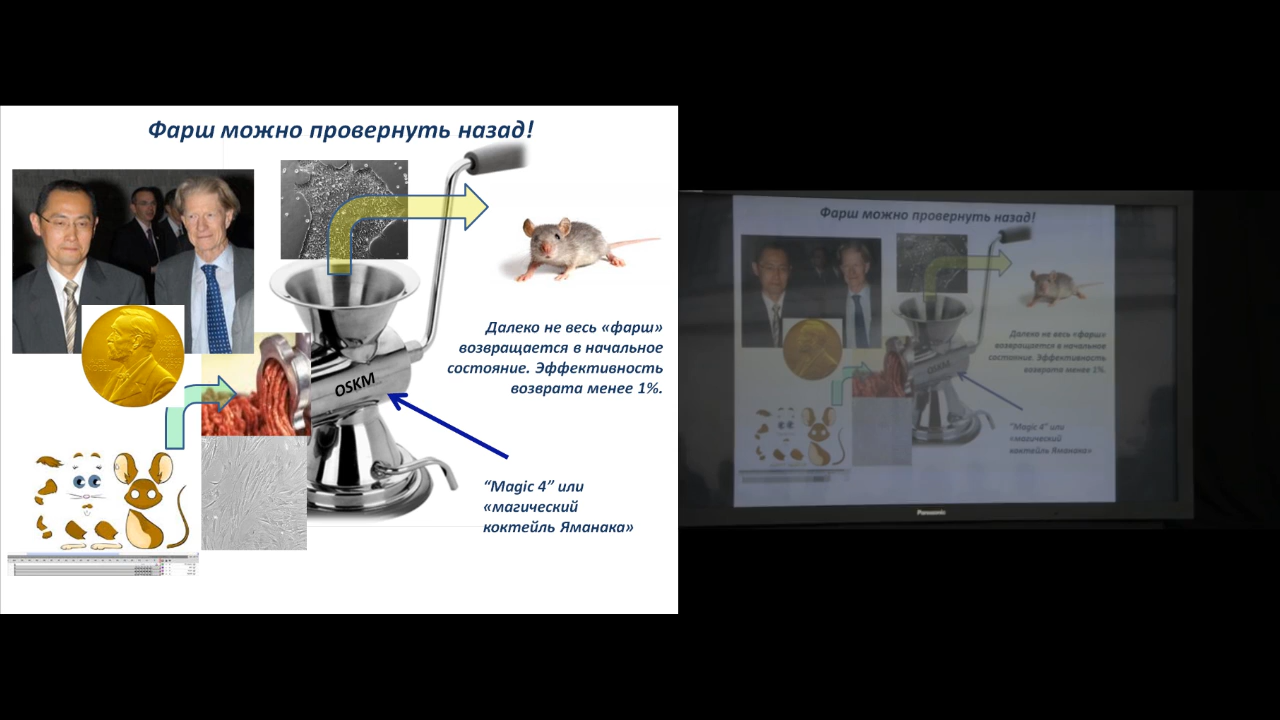 Фарш можно провернуть назад!
OSKM
Далеко не весь «фарш»
возвращается в начальное
состояние. Эффективность
возврата менее 1%.
“Magic 4” или
«магический
коктейль Яманака»
Фарш можно провернуть назад!
OSKM
Далеко не весь «фарш»
возвращается в начальное
состояние. Эффективность
возврата менее 1%.
“Magic 4” или
«магический
коктейль Яманака»
Panasonic